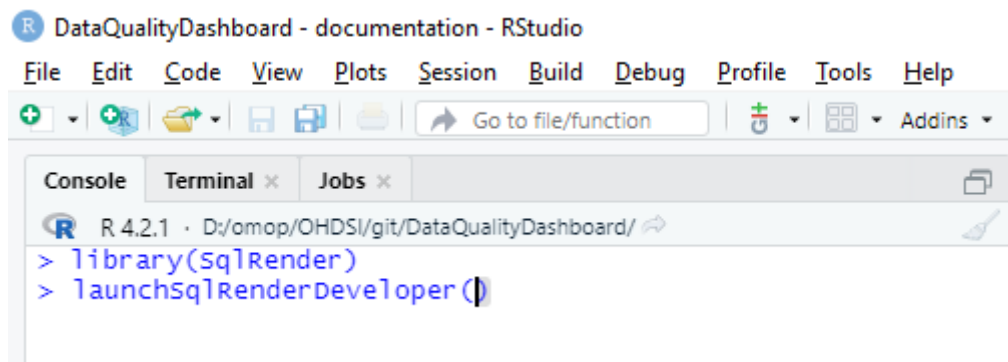 R DataQualityDashboard - documentation - RStudio
File Edit Code View Plots Session Build Debug Profile Tools Help
R Go to file/function Git Addins
Console Terminal × Jobs ×
R R 4.2.1 · D:/omop/OHDSI/git/DataQualityDashboard/
> library(SqlRender)
> launchSqlRenderDeveloper()